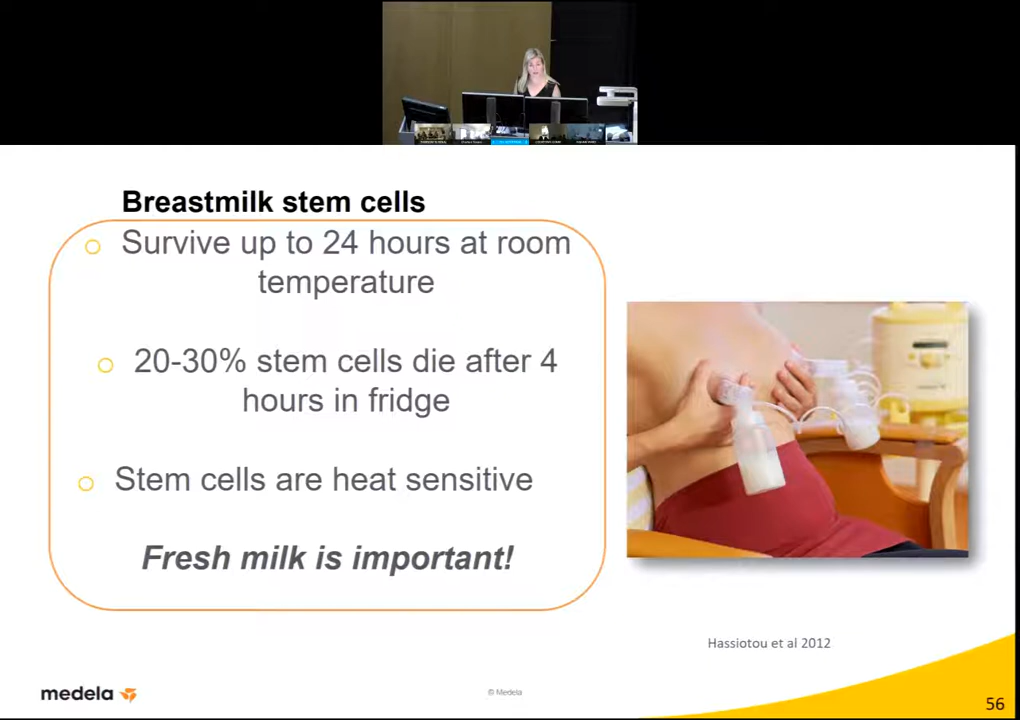 Breastmilk stem cells
Survive up to 24 hours at room
temperature
20-30% stem cells die after 4
hours in fridge
Stem cells are heat sensitive
Fresh milk is important!
Hassiotou et al 2012
medela
© Medela
56